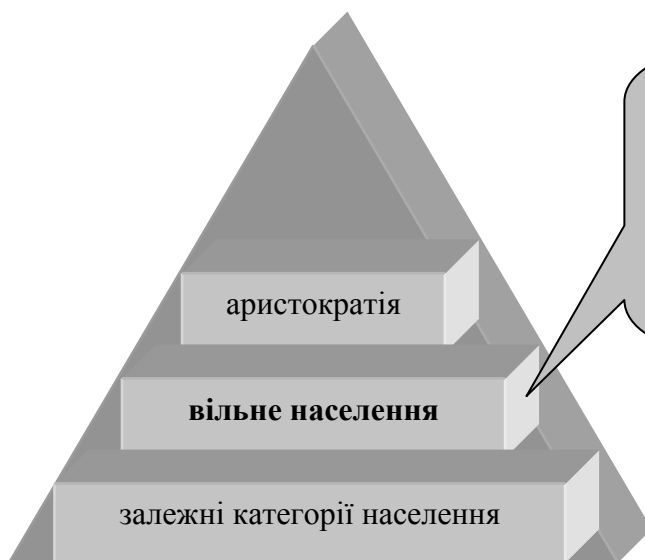 аристократія
вільне населення
залежні категорії населення